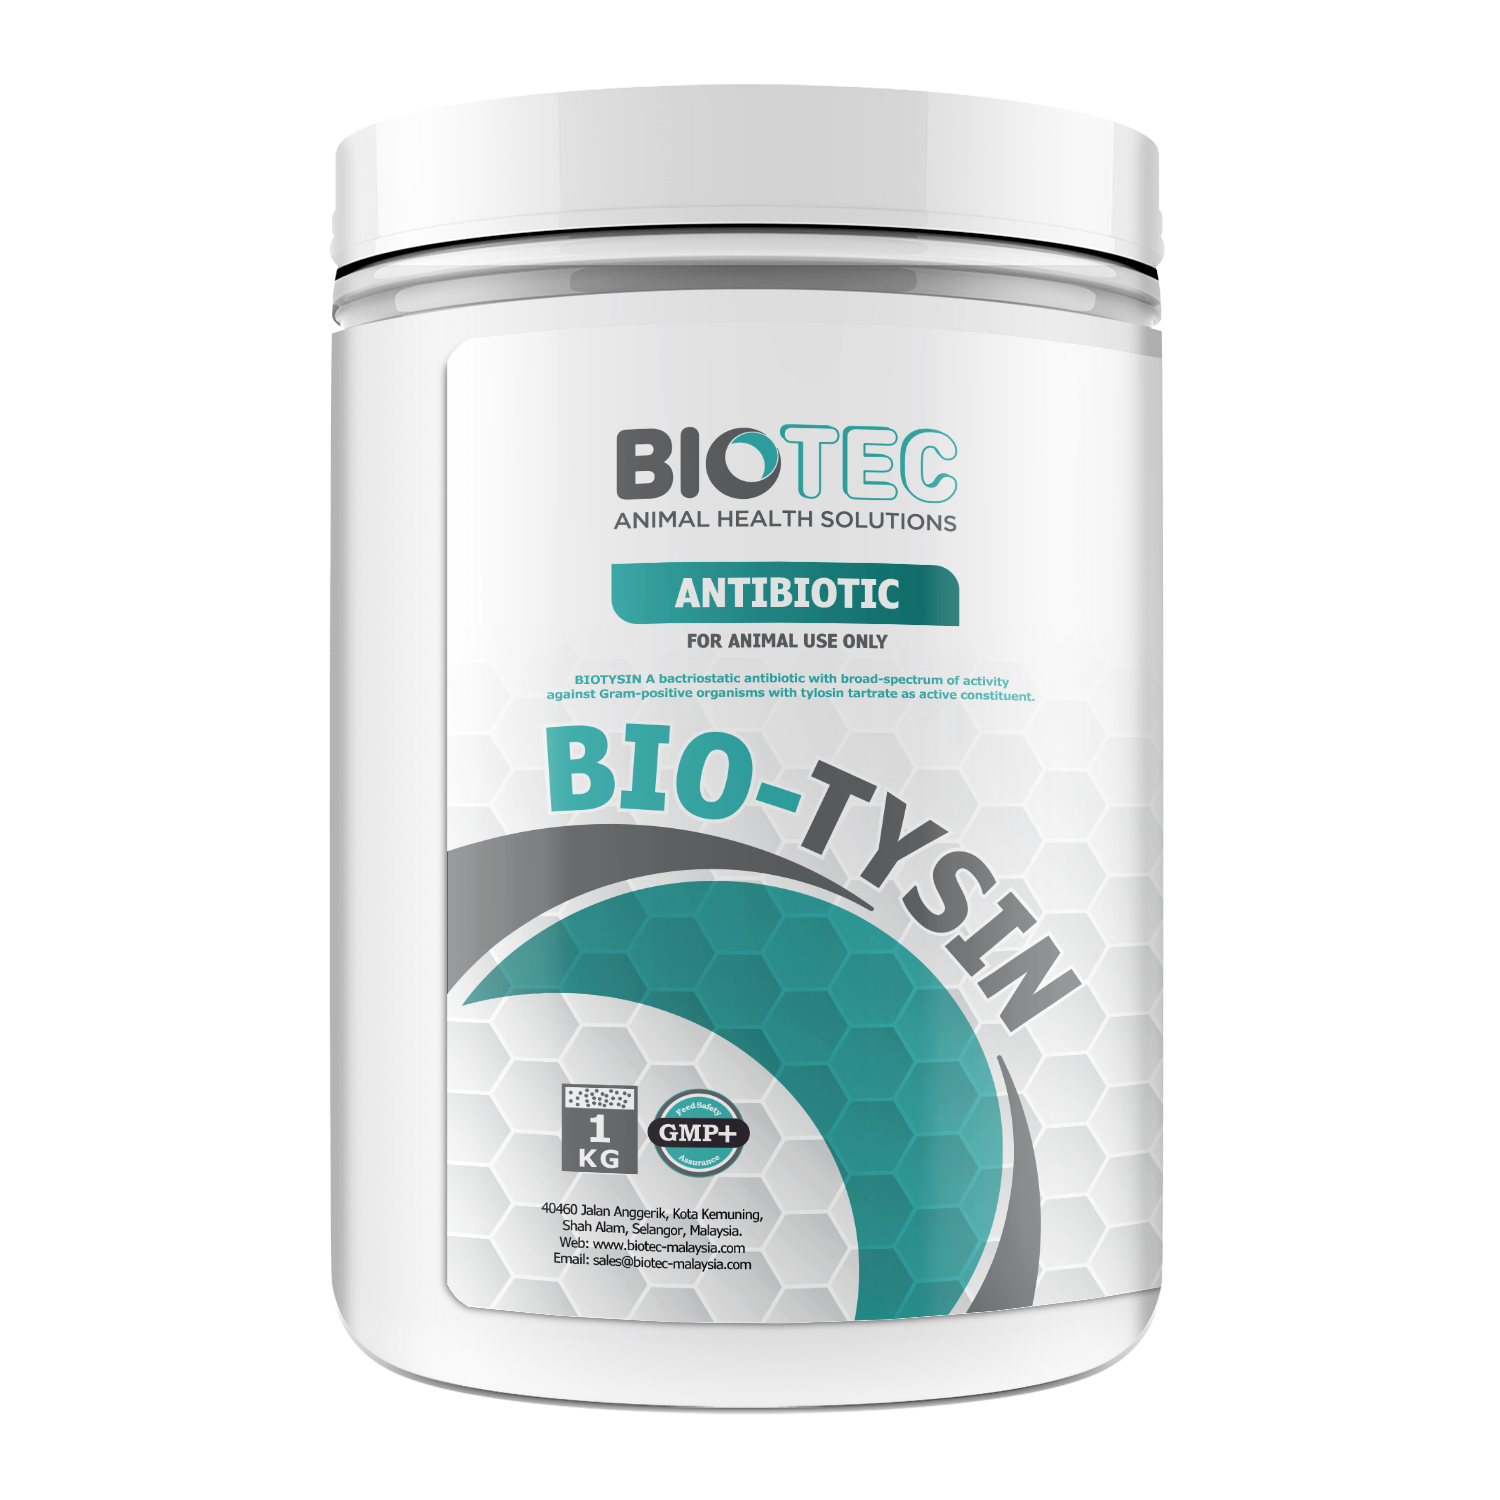 BIOTEC
ANIMAL HEALTH SOLUTIONS
ANTIBIOTIC
FOR ANIMAL USE ONLY
BIOTYSIN A bactriostatic antibiotic with broad-spectrum of activity
against Gram-positive organisms with tylosin tartrate as active constituent.
BIO-TYSIN
1
KG
Feed Safety
GMP+
Assurance
40460 Jalan Anggerik, Kota Kemuning,
Shah Alam, Selangor, Malaysia.
Web: www.biotec-malaysia.com
Email: sales@biotec-malaysia.com